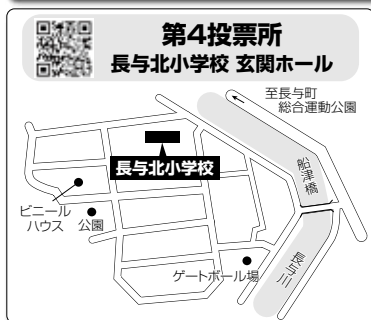 第4投票所
長与北小学校 玄関ホール
至長与町
総合運動公園
船津橋
長与北小学校
ビニール
ハウス
公園
ゲートボール場
長与川